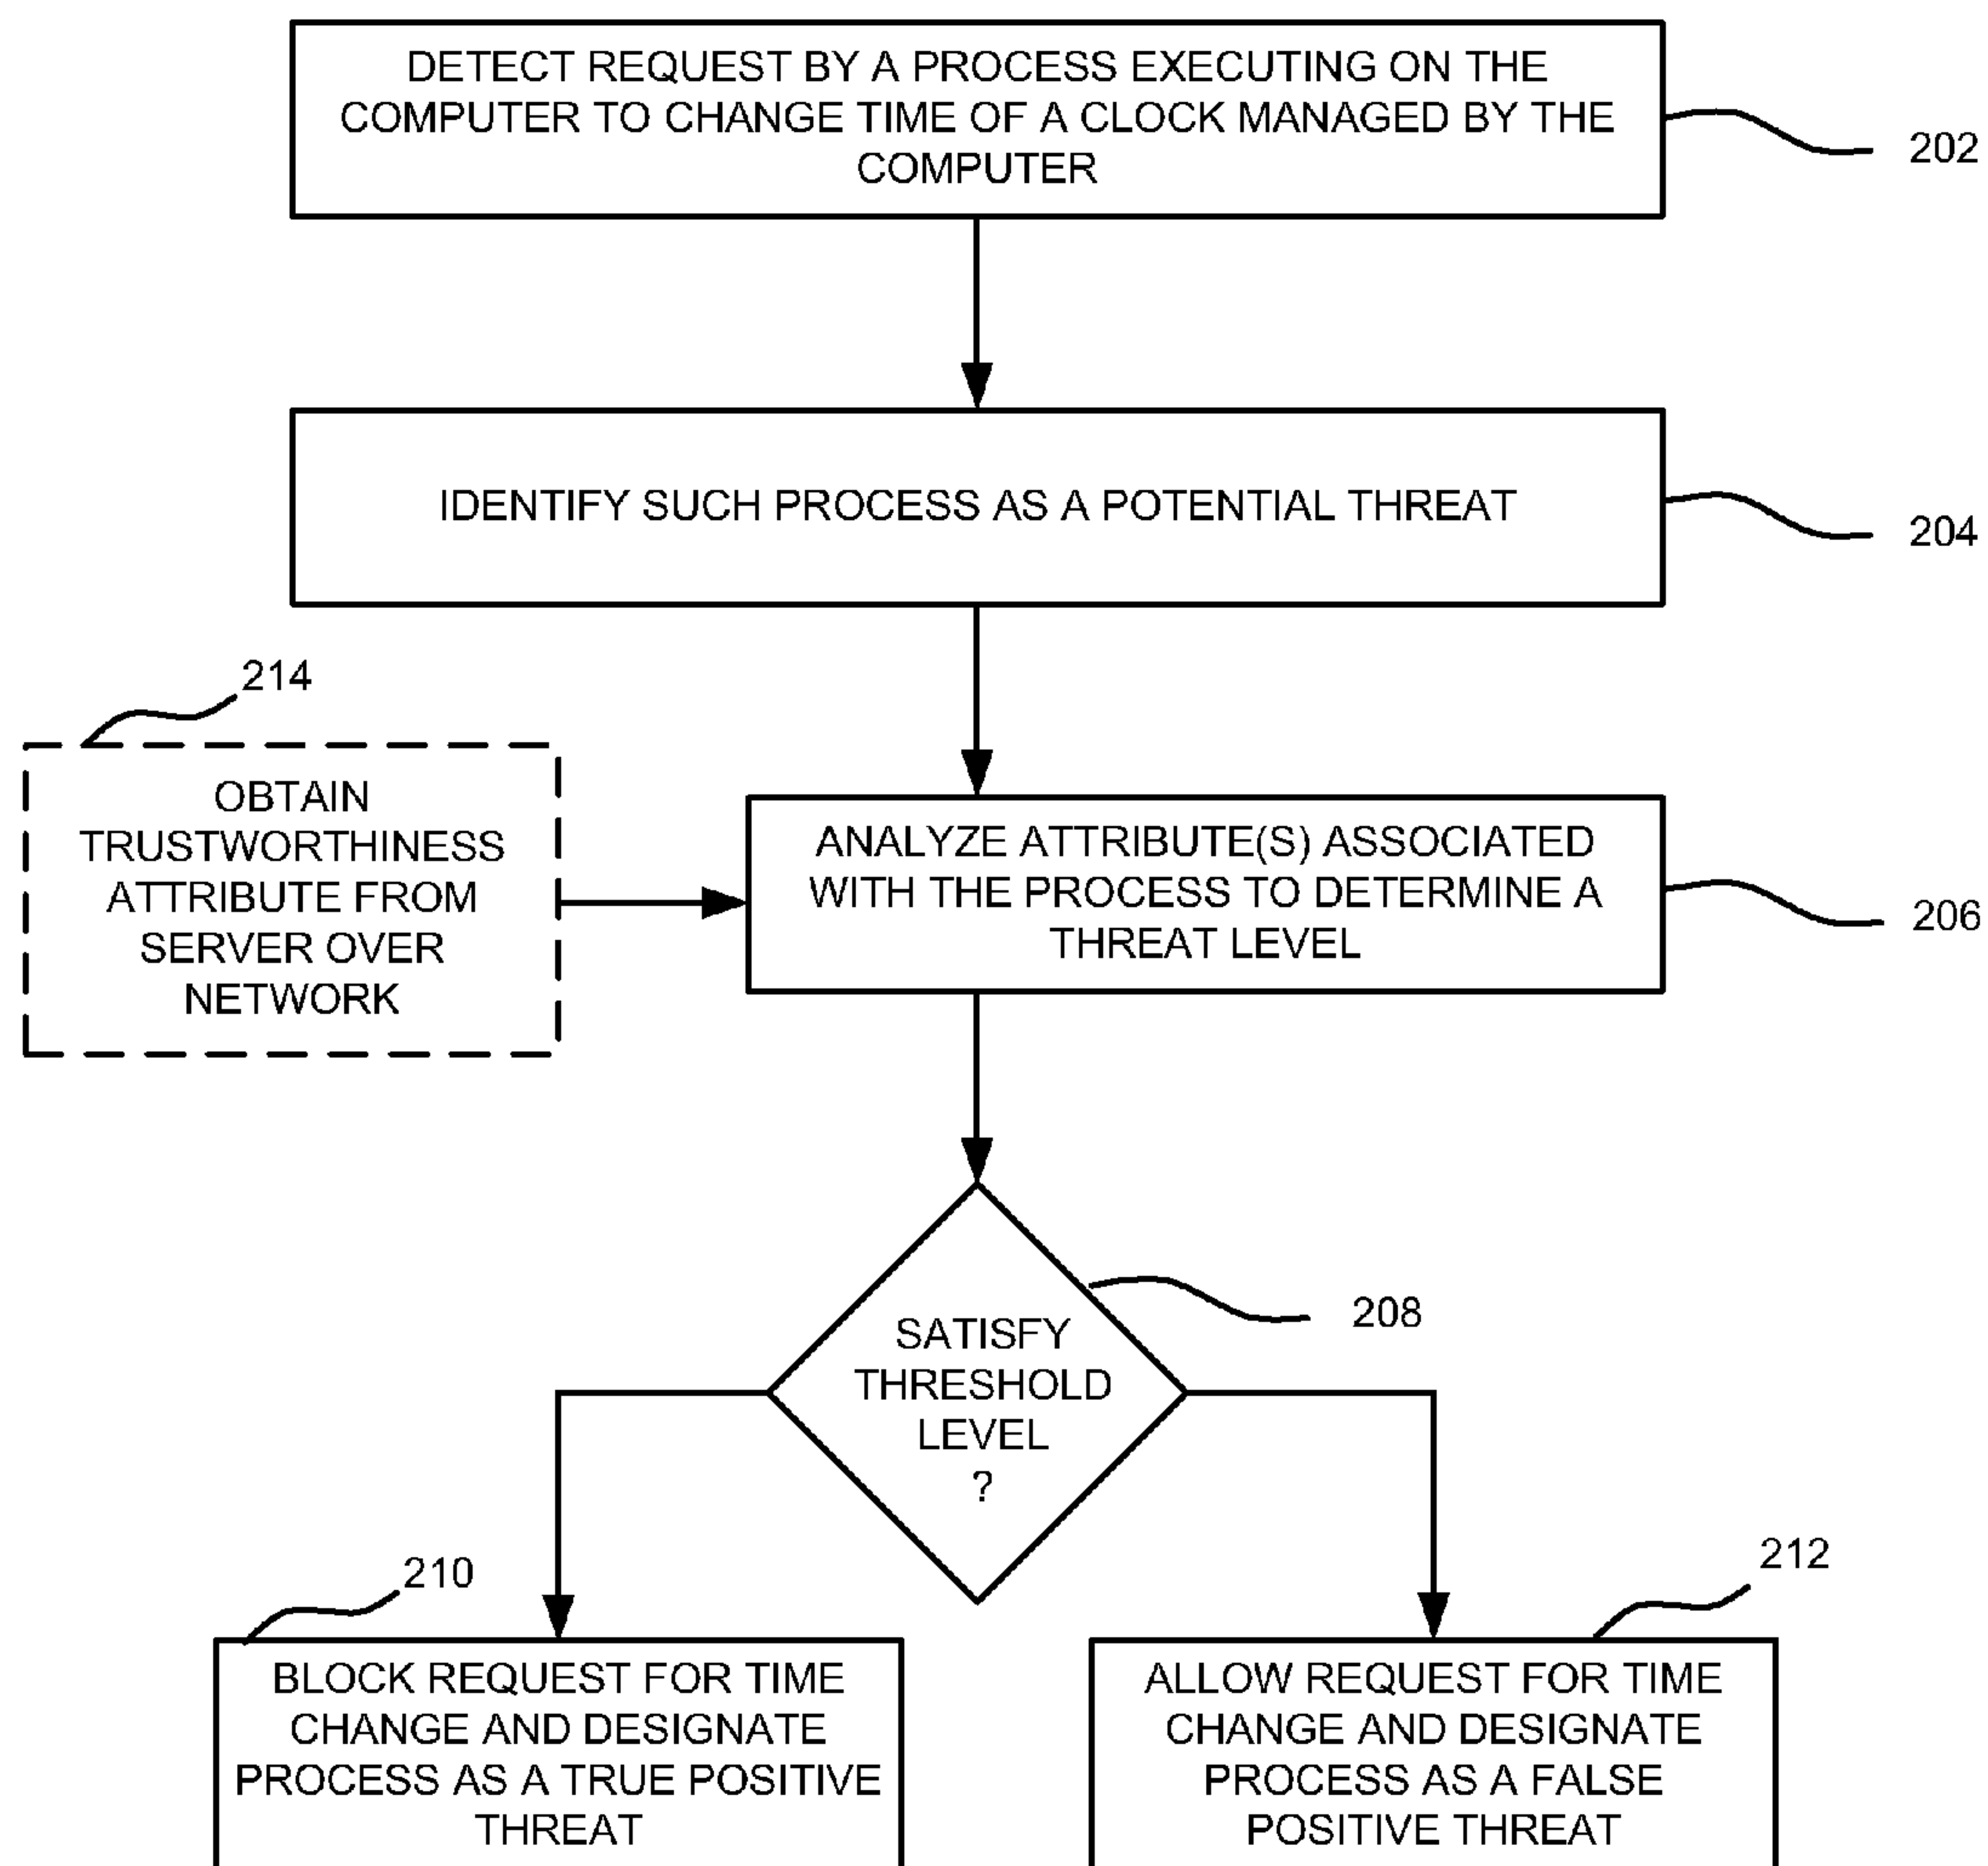 DETECT REQUEST BY A PROCESS EXECUTING ON THE
COMPUTER TO CHANGE TIME OF A CLOCK MANAGED BY THE
COMPUTER
202
IDENTIFY SUCH PROCESS AS A POTENTIAL THREAT
204
214
OBTAIN
TRUSTWORTHINESS
ATTRIBUTE FROM
SERVER OVER
NETWORK
ANALYZE ATTRIBUTE(S) ASSOCIATED
WITH THE PROCESS TO DETERMINE A
THREAT LEVEL
206
SATISFY
THRESHOLD
LEVEL
?
208
210
BLOCK REQUEST FOR TIME
CHANGE AND DESIGNATE
PROCESS AS A TRUE POSITIVE
THREAT
212
ALLOW REQUEST FOR TIME
CHANGE AND DESIGNATE
PROCESS AS A FALSE
POSITIVE THREAT